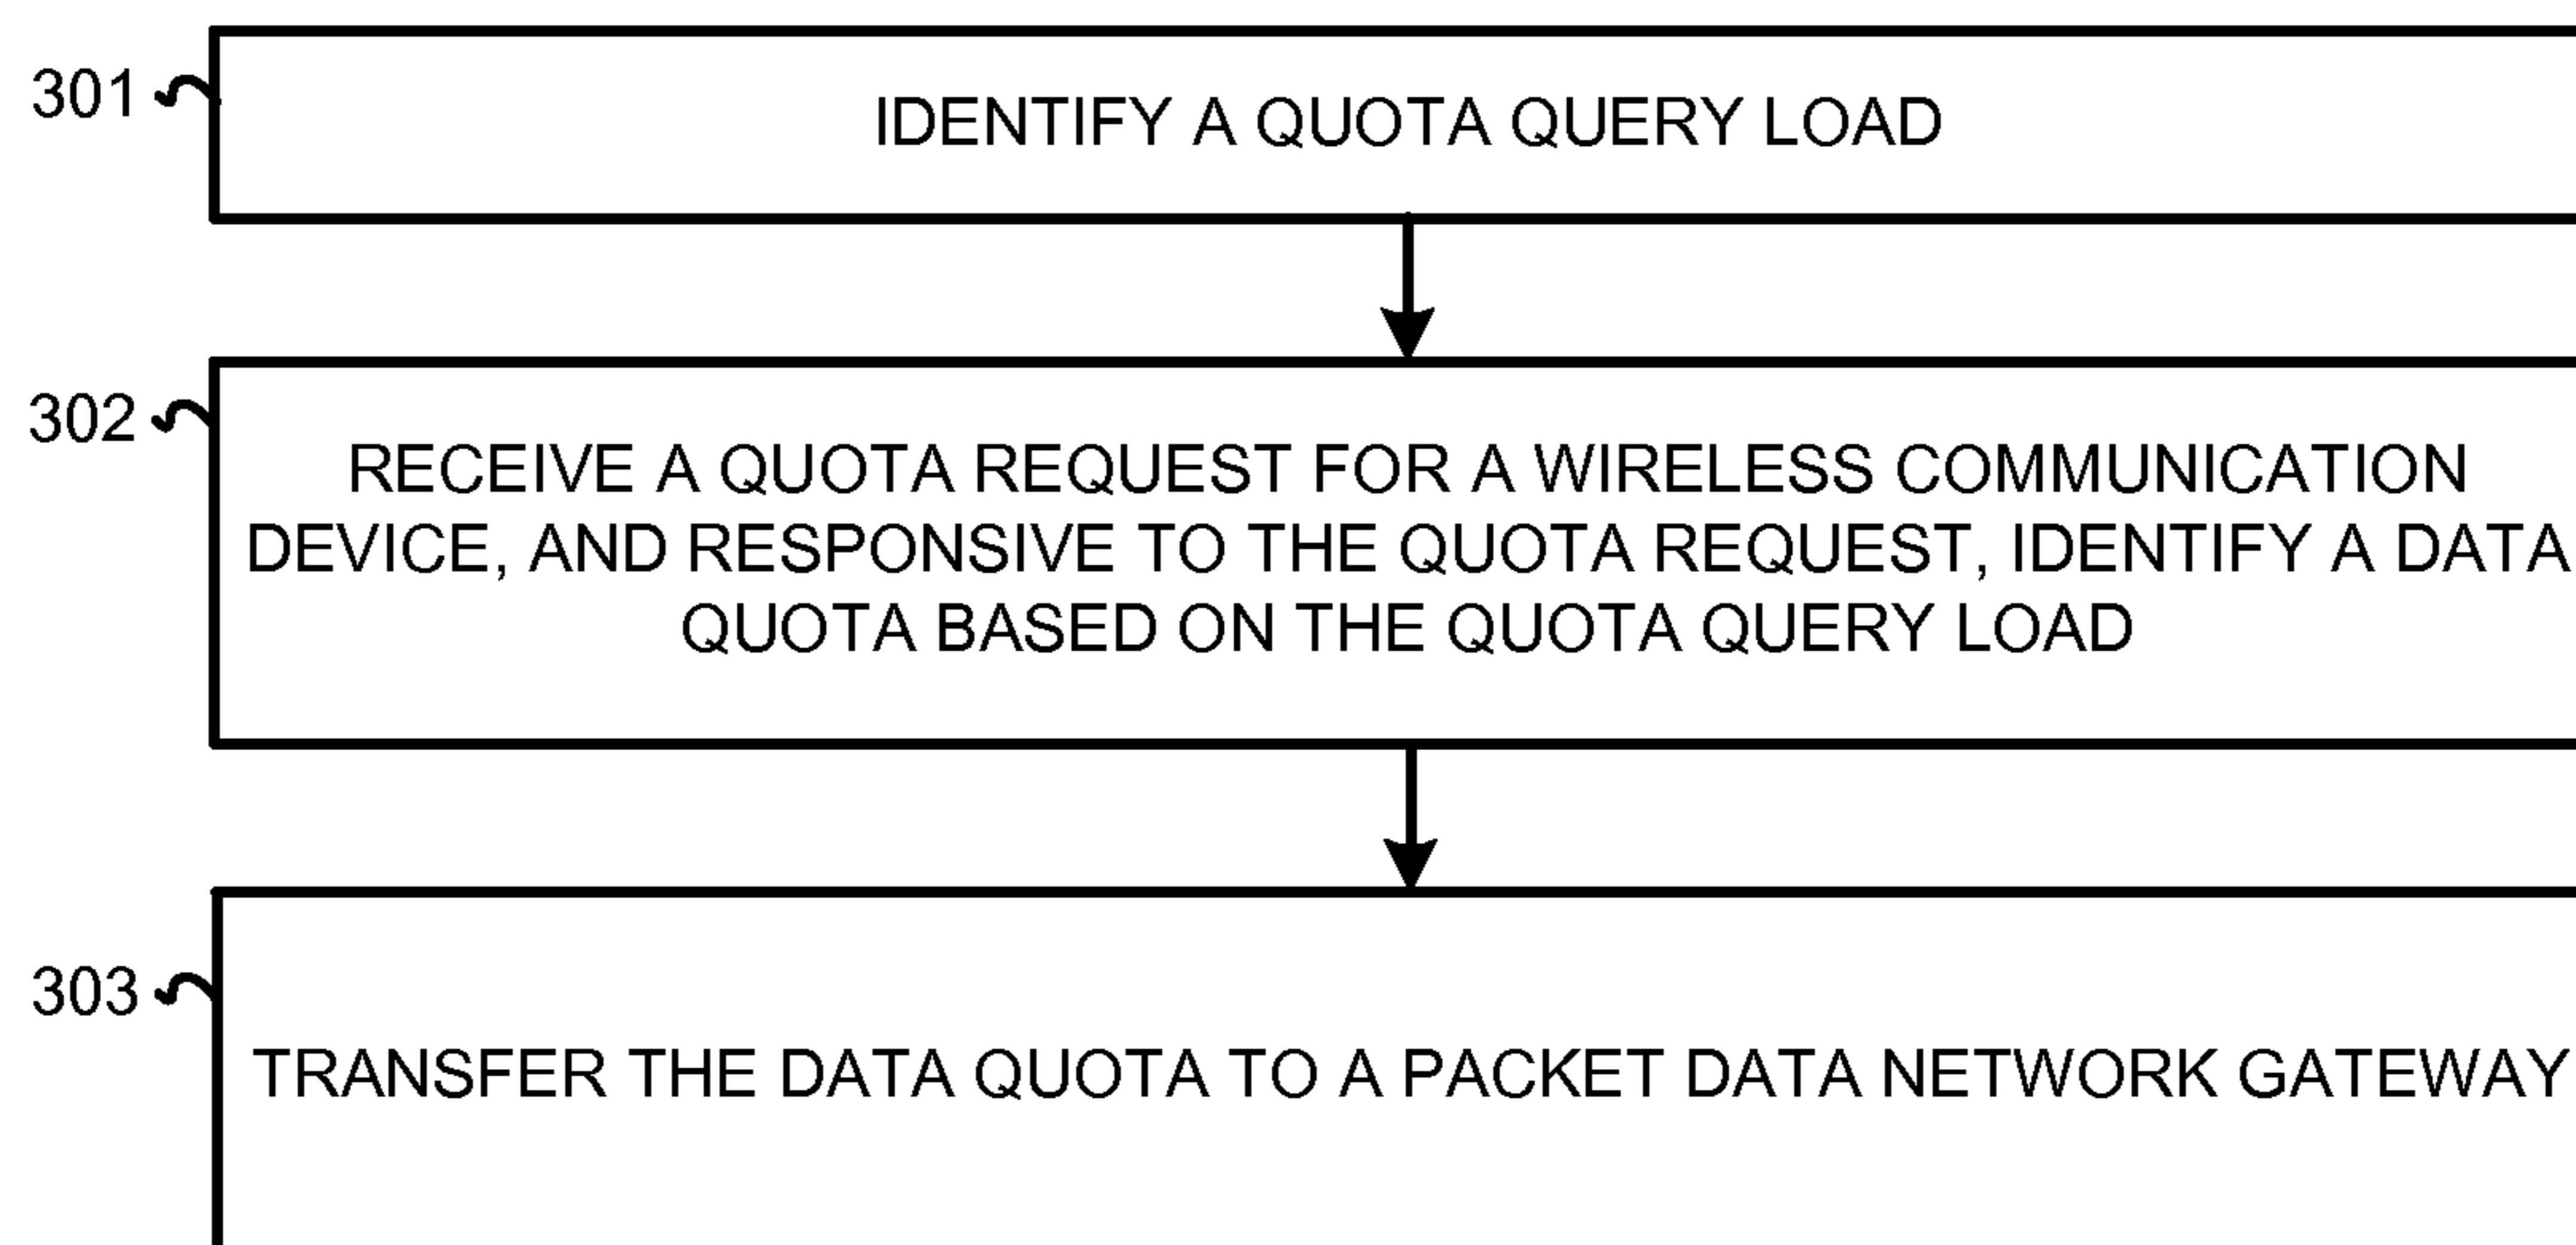 301
IDENTIFY A QUOTA QUERY LOAD
302
RECEIVE A QUOTA REQUEST FOR A WIRELESS COMMUNICATION
DEVICE, AND RESPONSIVE TO THE QUOTA REQUEST, IDENTIFY A DATA
QUOTA BASED ON THE QUOTA QUERY LOAD
303
TRANSFER THE DATA QUOTA TO A PACKET DATA NETWORK GATEWAY